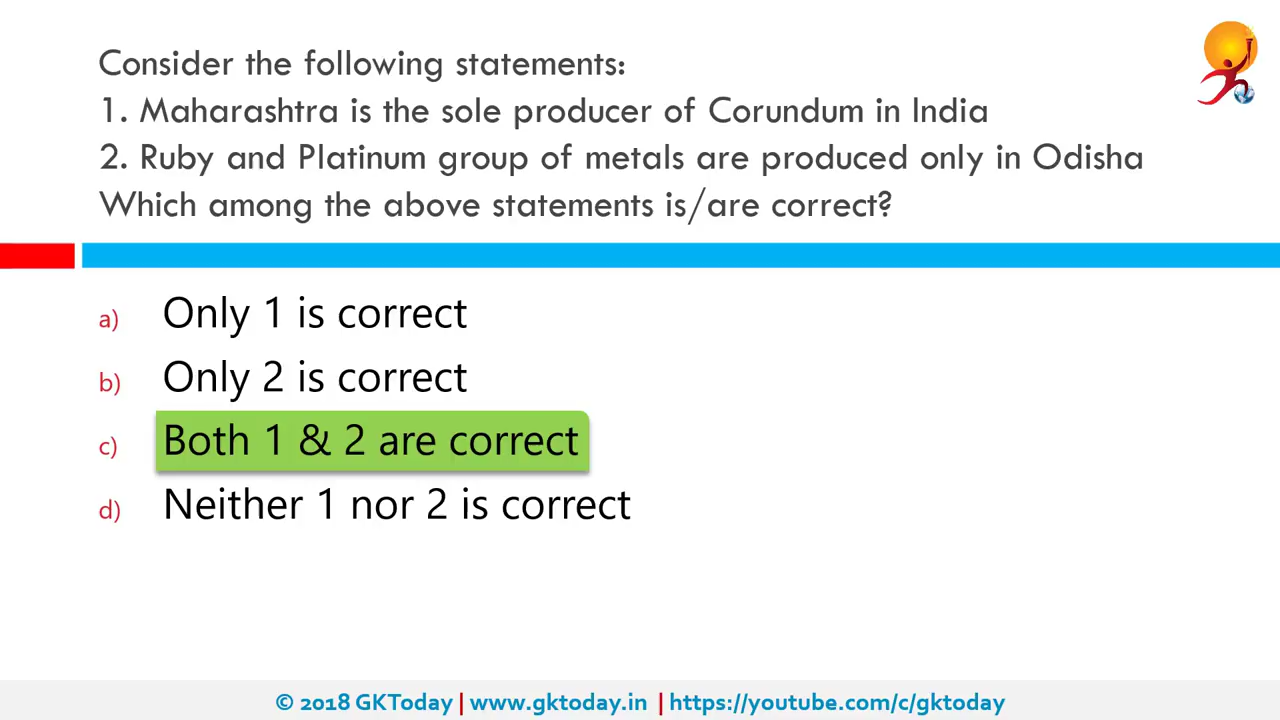 Consider the following statements:
1. Maharashtra is the sole producer of Corundum in India
2. Ruby and Platinum group of metals are produced only in Odisha
Which among the above statements is/are correct?
a) Only 1 is correct
b) Only 2 is correct
c) Both 1 & 2 are correct
d) Neither 1 nor 2 is correct
© 2018 GKToday | www.gktoday.in | https://youtube.com/c/gktoday